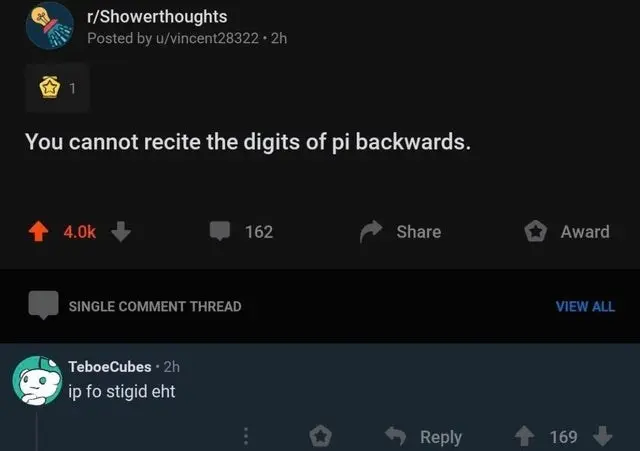 r/Showerthoughts
Posted by u/vincent28322 • 2h
1
You cannot recite the digits of pi backwards.
4.0k
162
Share
Award
SINGLE COMMENT THREAD
VIEW ALL
TeboeCubes • 2h
ip fo stigid eht
Reply
169